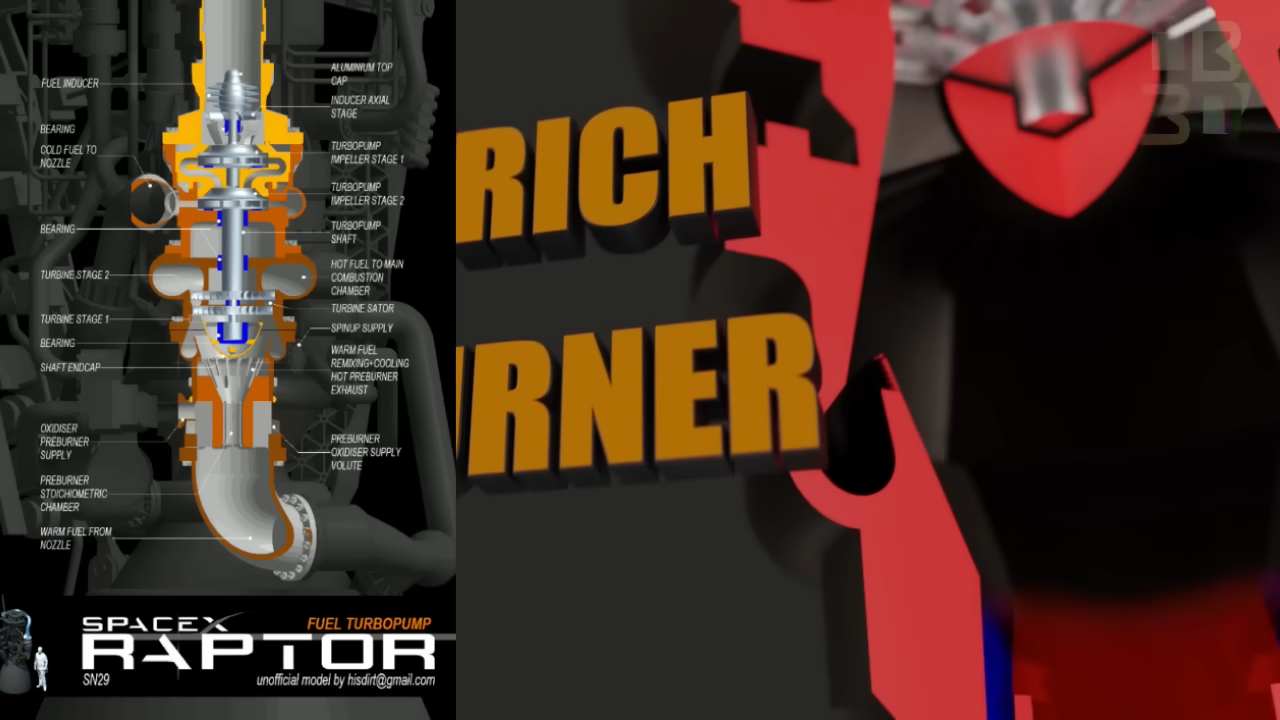 FUEL INDUCER
BEARING
COLD FUEL TO
NOZZLE
BEARING
TURBINE STAGE 2
TURBINE STAGE 1
BEARING
SHAFT ENDCAP
OXIDISER
PREBURNER
SUPPLY
PREBURNER
STOICHIOMETRIC
CHAMBER
WARM FUEL FROM
NOZZLE
ALUMINIUM TOP
CAP
INDUCER AXIAL
STAGE
TURBOPUMP
IMPELLER STAGE 1
TURBOPUMP
IMPELLER STAGE 2
TURBOPUMP
SHAFT
HOT FUEL TO MAIN
COMBUSTION
CHAMBER
TURBINE SATOR
SPINUP SUPPLY
WARM FUEL
REMIXING+COOLING
HOT PREBURNER
EXHAUST
PREBURNER
OXIDISER SUPPLY
VOLUTE
SPACEX
FUEL TURBOPUMP
RAPTOR
SN29
unofficial model by hisdirt@gmail.com
RICH
URNER